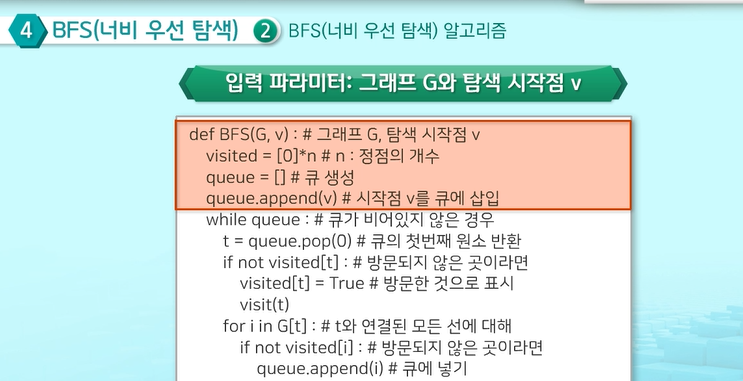 4 BFS(너비 우선 탐색) 2 BFS(너비 우선 탐색) 알고리즘
입력 파라미터: 그래프 G와 탐색 시작점 v
def BFS(G, v) : # 그래프 G, 탐색 시작점 v
visited = [0]*n # n : 정점의 개수
queue = [] # 큐 생성
queue.append(v) # 시작점 v를 큐에 삽입
while queue : # 큐가 비어있지 않은 경우
t = queue.pop(0) # 큐의 첫번째 원소 반환
if not visited[t] : # 방문되지 않은 곳이라면
visited[t] = True # 방문한 것으로 표시
visit(t)
for i in G[t] : # t와 연결된 모든 선에 대해
if not visited[i] : # 방문되지 않은 곳이라면
queue.append(i) # 큐에 넣기